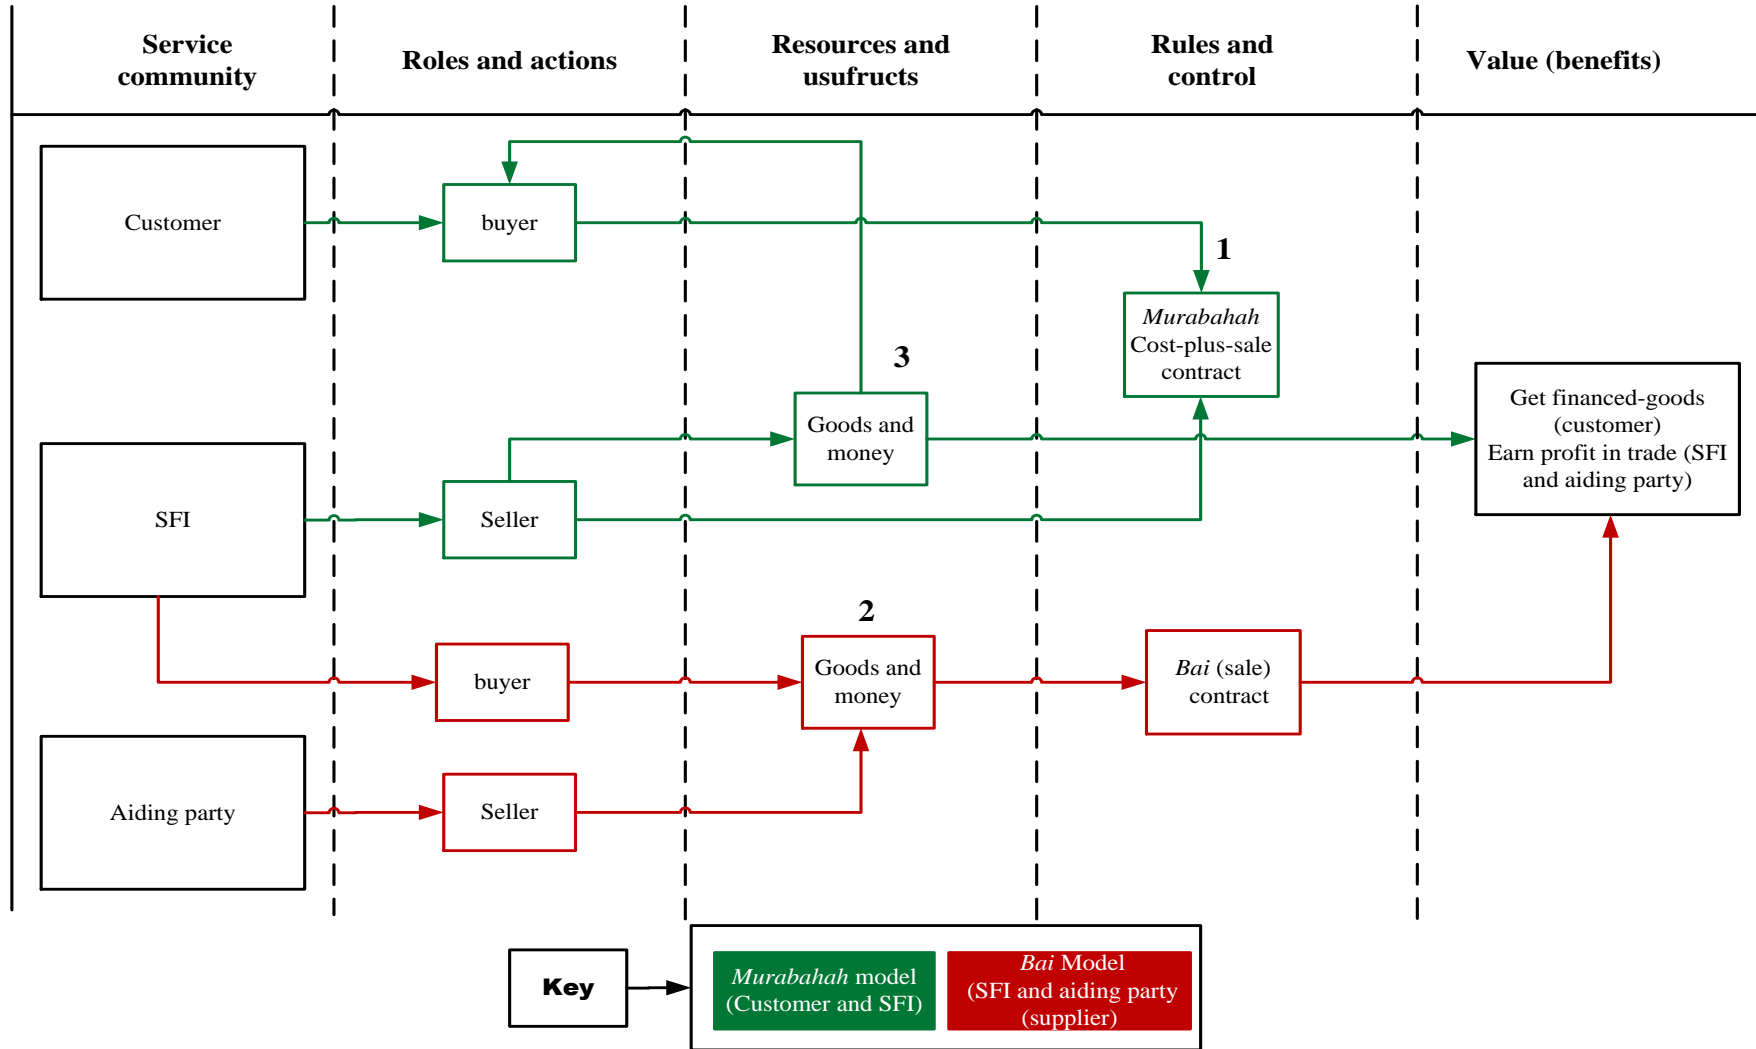 Service
community
Roles and actions
Resources and
usufructs
Rules and
control
Value (benefits)
Customer
buyer
1
Murabahah
Cost-plus-sale
contract
3
Goods and
money
Get financed-goods
(customer)
Earn profit in trade (SFI
and aiding party)
SFI
Seller
2
buyer
Goods and
money
Bai (sale)
contract
Aiding party
Seller
Key
Murabahah model
(Customer and SFI)
Bai Model
(SFI and aiding party
(supplier)